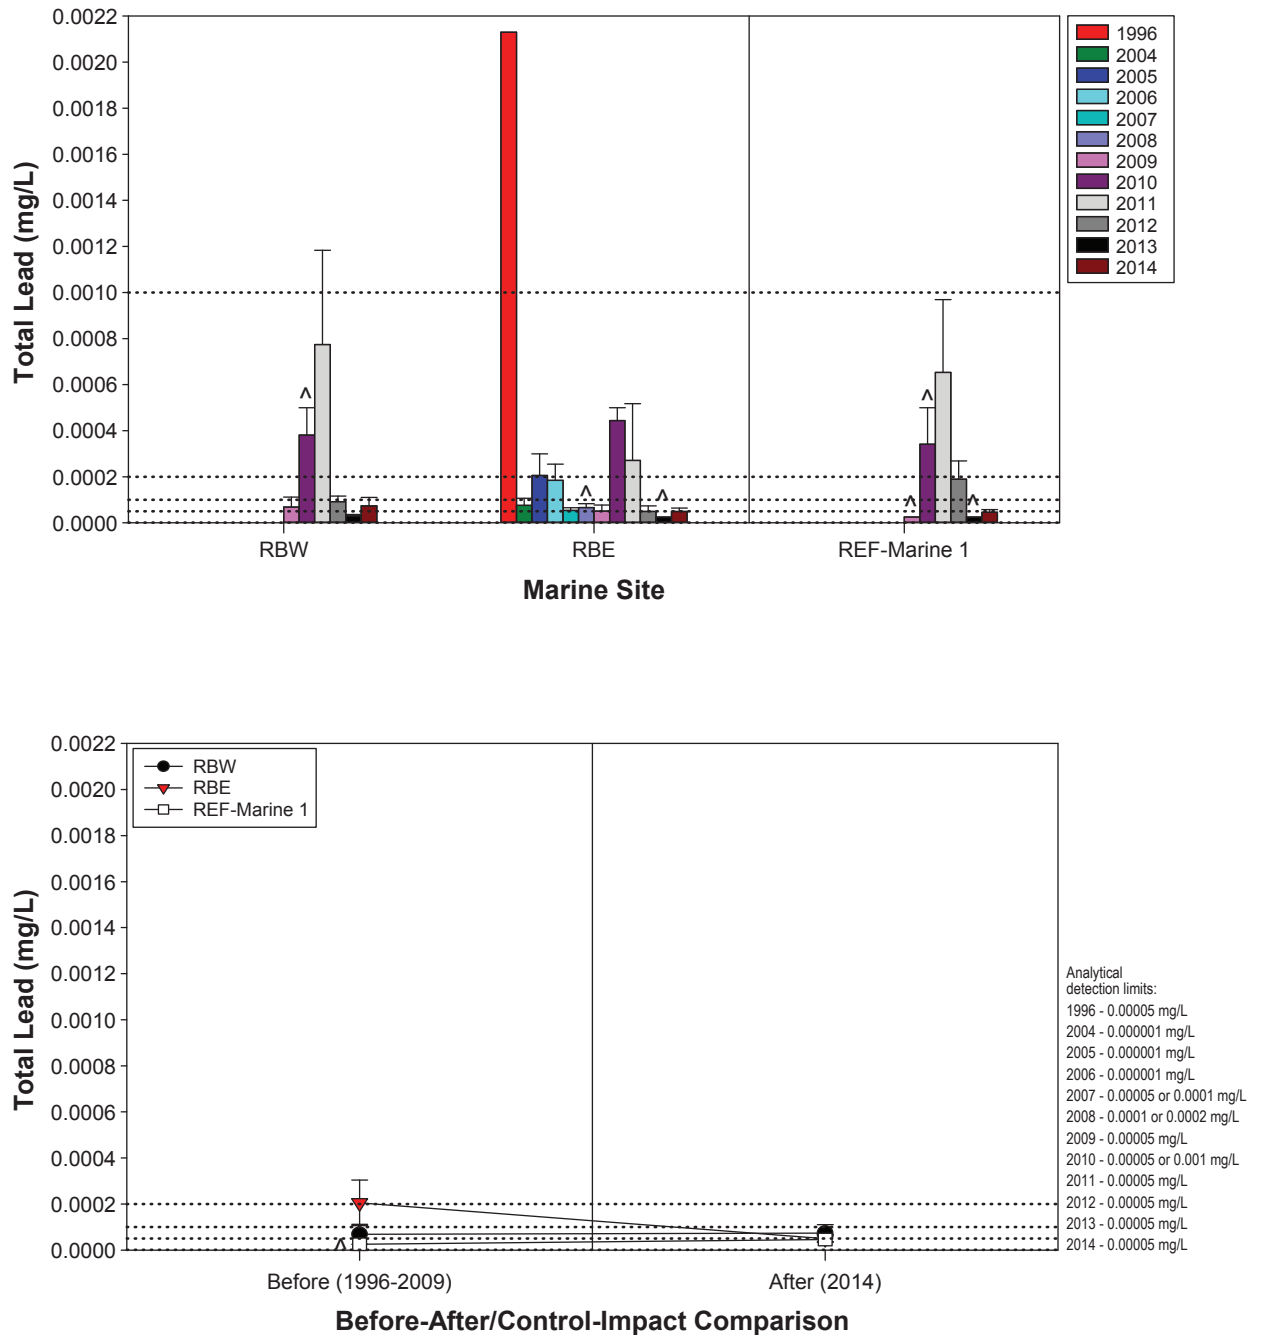 0.0022
0.0020
0.0018
0.0016
0.0014
0.0012
0.0010
0.0008
0.0006
0.0004
0.0002
0.0000
Total Lead (mg/L)
^
^
^
^
^
^
RBW
RBE
REF-Marine 1
Marine Site
1996
2004
2005
2006
2007
2008
2009
2010
2011
2012
2013
2014
0.0022
0.0020
0.0018
0.0016
0.0014
0.0012
0.0010
0.0008
0.0006
0.0004
0.0002
0.0000
Total Lead (mg/L)
RBW
RBE
REF-Marine 1
^
Before (1996-2009)
After (2014)
Before-After/Control-Impact Comparison
Analytical
detection limits:
1996 - 0.00005 mg/L
2004 - 0.000001 mg/L
2005 - 0.000001 mg/L
2006 - 0.000001 mg/L
2007 - 0.00005 or 0.0001 mg/L
2008 - 0.0001 or 0.0002 mg/L
2009 - 0.00005 mg/L
2010 - 0.00005 or 0.001 mg/L
2011 - 0.00005 mg/L
2012 - 0.00005 mg/L
2013 - 0.00005 mg/L
2014 - 0.00005 mg/L